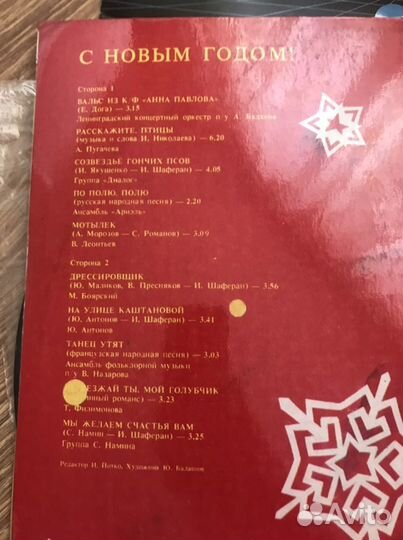 С НОВЫМ ГОДОМ!
Сторона 1
ВАЛЬС ИЗ К Ф «АННА ПАВЛОВА»
(Е. Дога) — 3.15
Ленинградский концертный оркестр п у А. Бадхена
РАССКАЖИТЕ, ПТИЦЫ
(музыка и слова И. Николаева) — 6.20
А. Пугачева
СОЗВЕЗДЬЕ ГОНЧИХ ПСОВ
(И. Якушенко — И. Шаферан) — 4.05
Группа «Диалог»
ПО ПОЛЮ, ПОЛЮ
(русская народная песня) — 2.20
Ансамбль «Ариэль»
МОТЫЛЕК
(А. Морозов — С. Романов) — 3.09
В. Леонтьев
Сторона 2
ДРЕССИРОВЩИК
(Ю. Маликов, В. Пресняков — И. Шаферан) — 3.56
М. Боярский
НА УЛИЦЕ КАШТАНОВОЙ
(Ю. Антонов — И. Шаферан) — 3.41
Ю. Антонов
ТАНЕЦ УТЯТ
(французская народная песня) — 3.03
Ансамбль фольклорной музыки
п у В. Назарова
ЕЗЖАЙ ТЫ, МОЙ ГОЛУБЧИК
романс) — 3.23
Т. Филимонова
МЫ ЖЕЛАЕМ СЧАСТЬЯ ВАМ
(С. Намин — И. Шаферан) — 3.25
Группа С. Намина
Редактор И. Художник Ю. Балашов
Avito